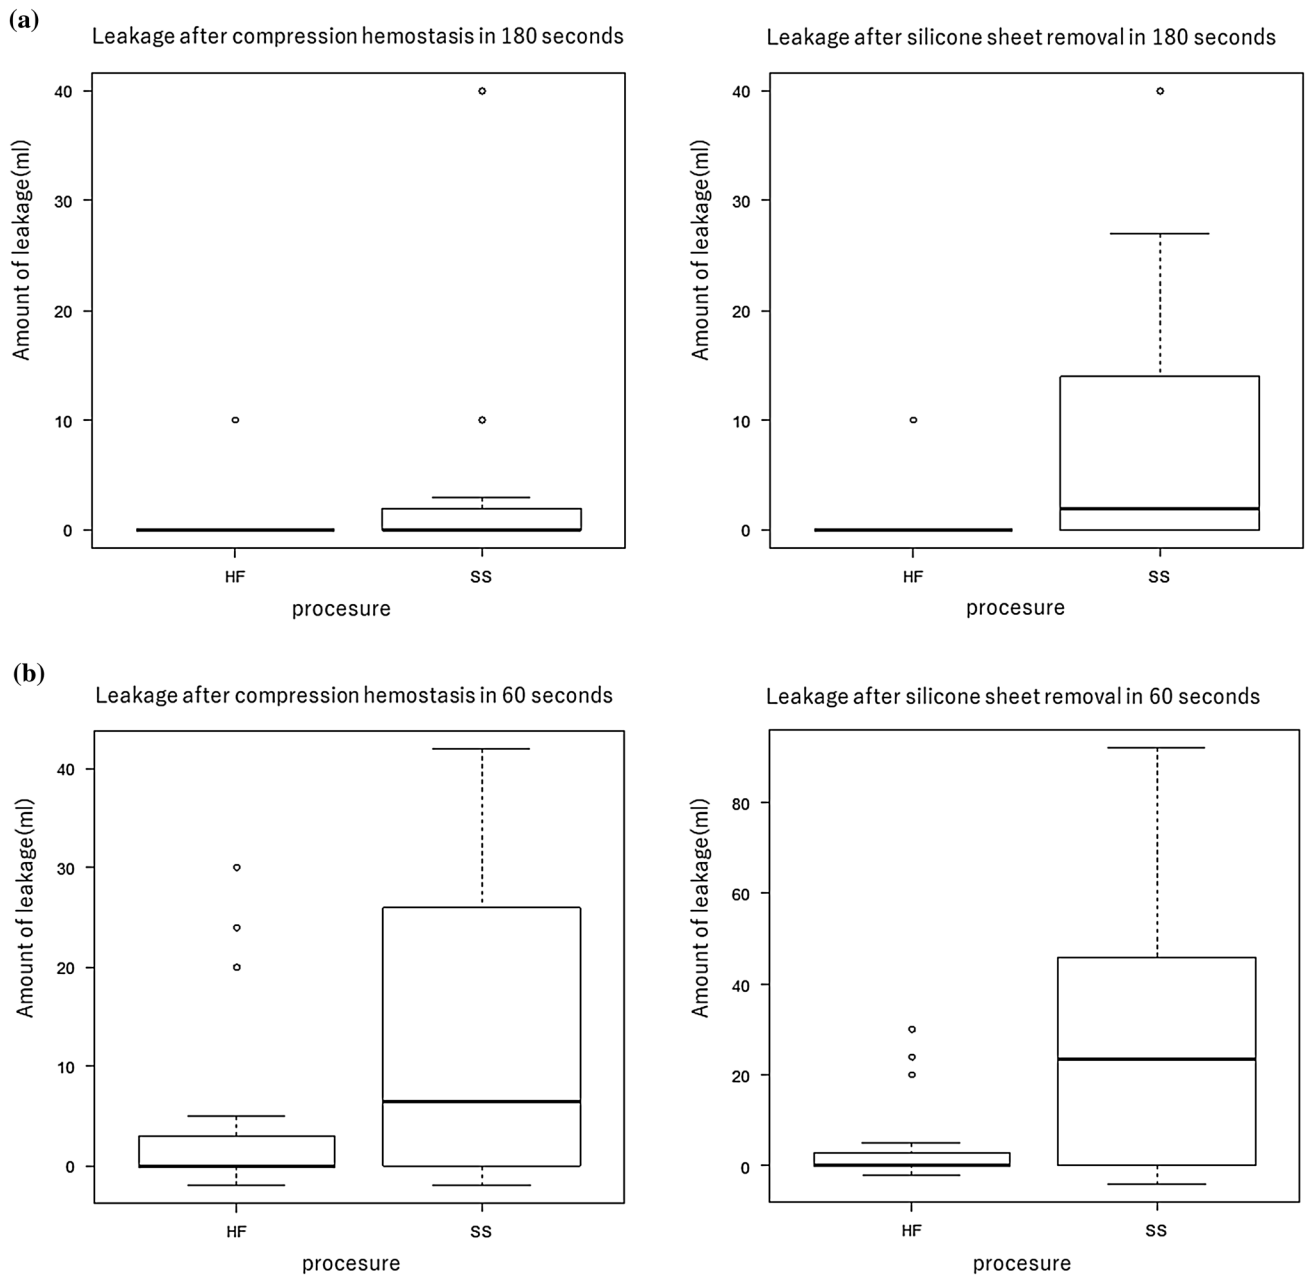 (a)
Leakage after compression hemostasis in 180 seconds
Amount of leakage(ml)
40
30
20
10
0
HF
SS
procesure
Leakage after silicone sheet removal in 180 seconds
Amount of leakage(ml)
40
30
20
10
0
HF
SS
procesure
(b)
Leakage after compression hemostasis in 60 seconds
Amount of leakage(ml)
40
30
20
10
0
HF
SS
procesure
Leakage after silicone sheet removal in 60 seconds
Amount of leakage(ml)
80
60
40
20
0
HF
SS
procesure